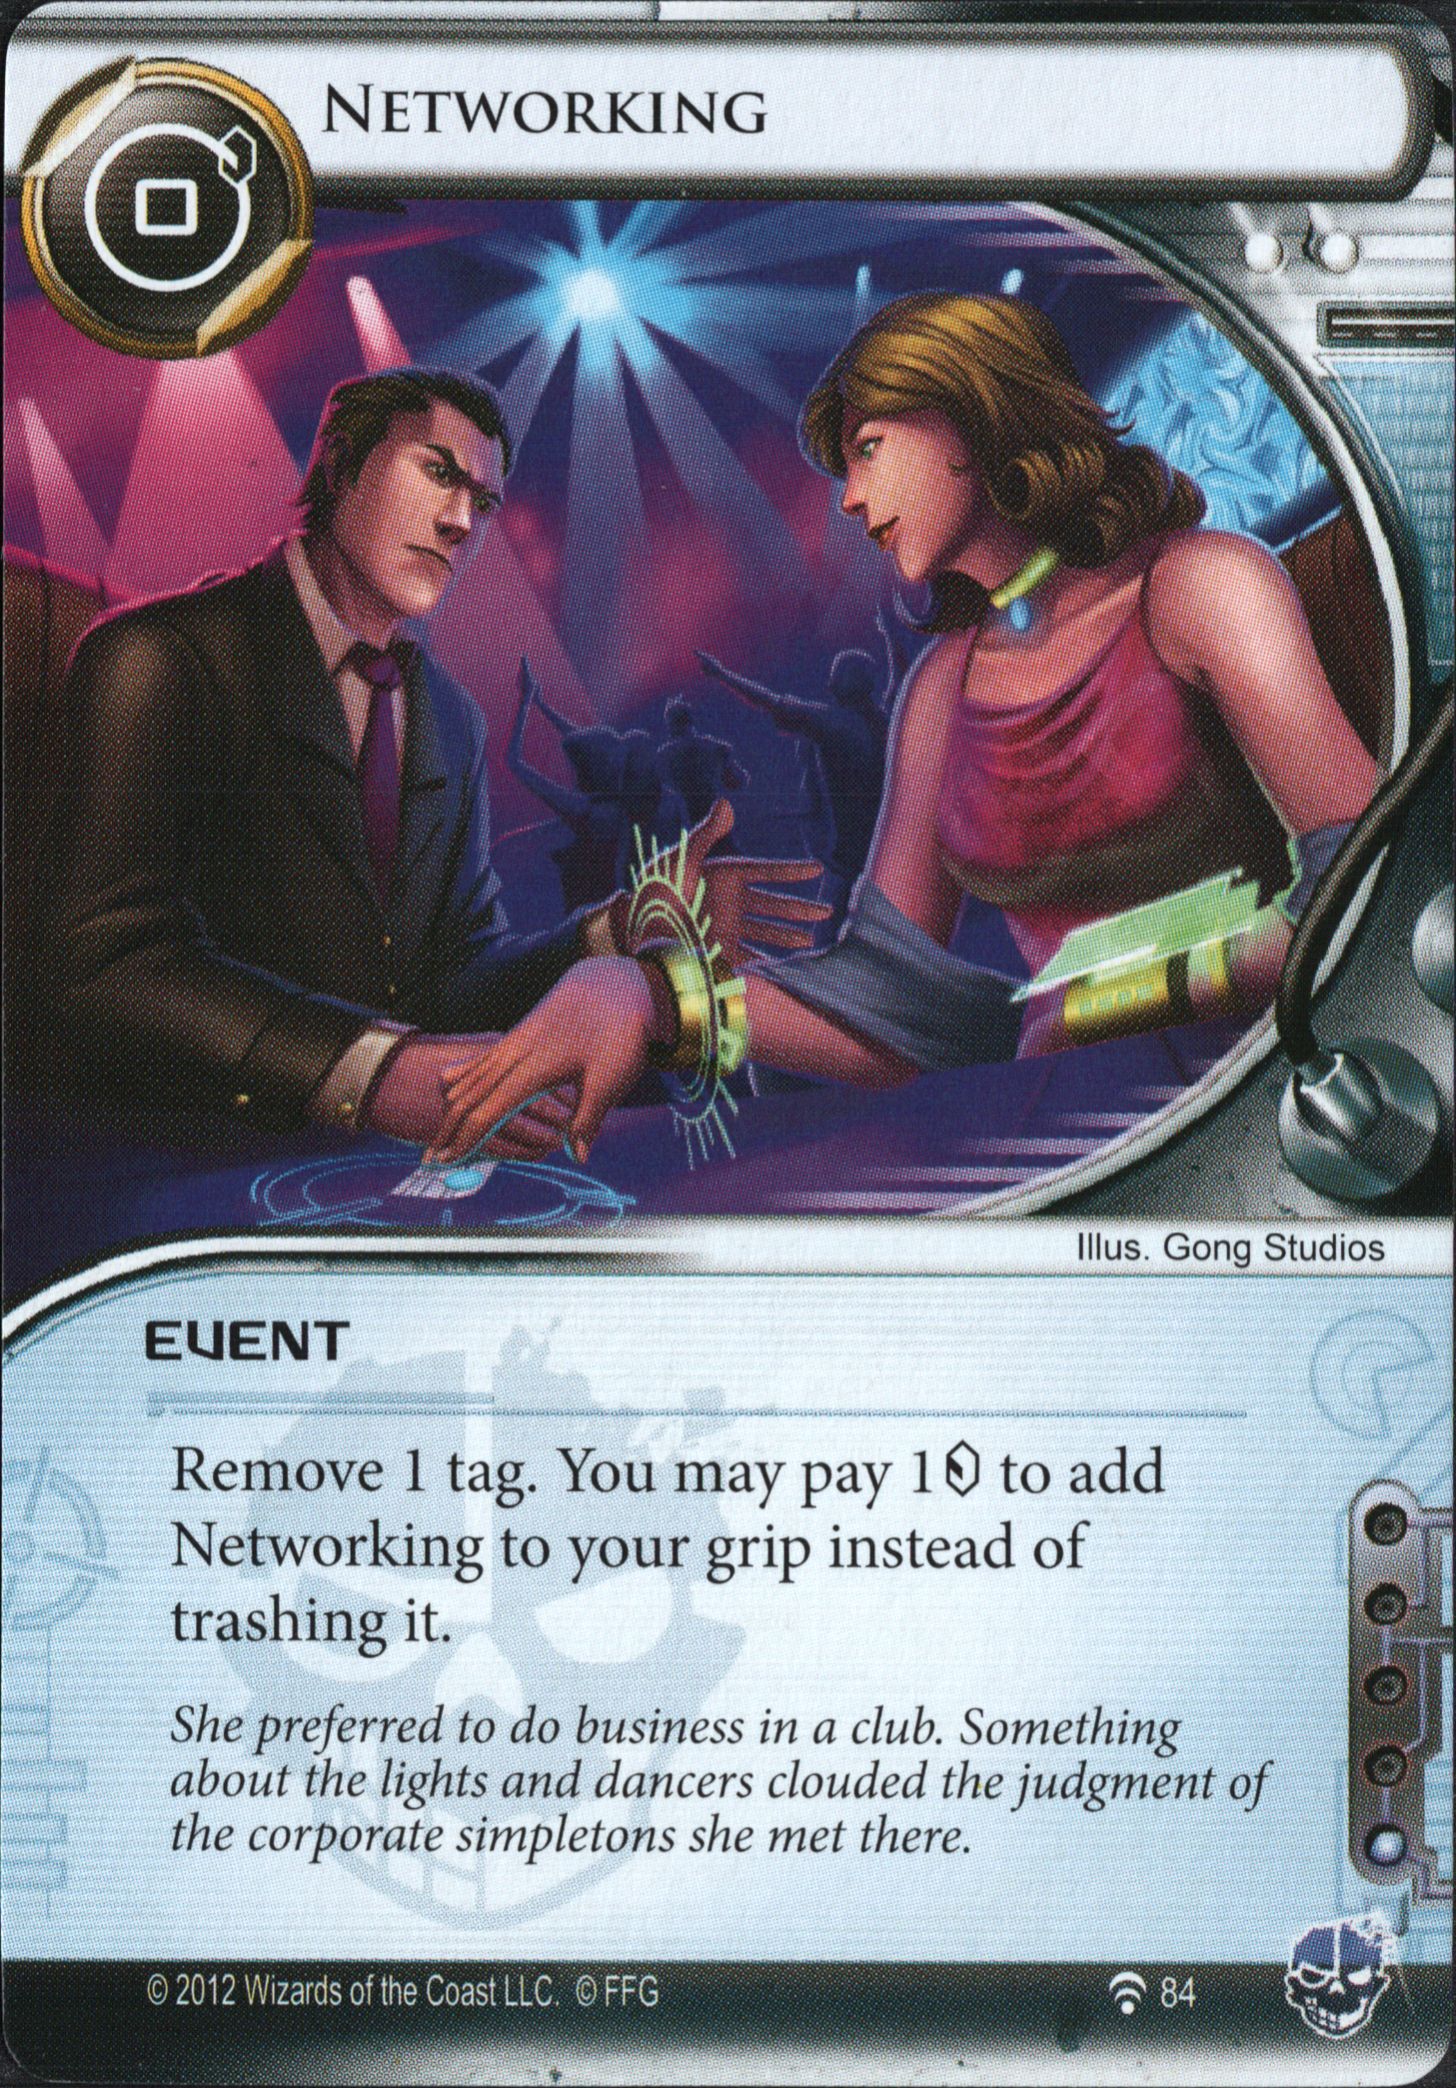 NETWORKING
0
Illus. Gong Studios
EVENT
Remove 1 tag. You may pay 1 to add
Networking to your grip instead of
trashing it.
She preferred to do business in a club. Something
about the lights and dancers clouded the judgment of
the corporate simpletons she met there.
© 2012 Wizards of the Coast LLC. © FFG
84